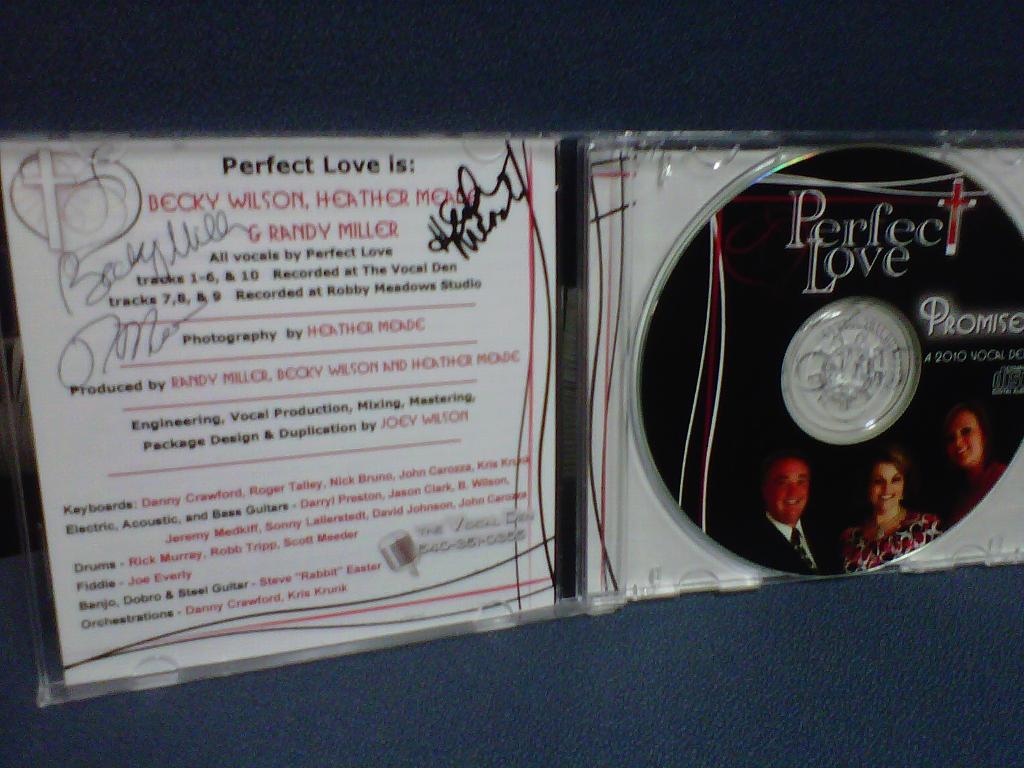 Perfect Love is:
BECKY WILSON, HEATHER MEADE
& RANDY MILLER
All vocals by Perfect Love
tracks 1-6, & 10 Recorded at The Vocal Den
tracks 7,8, & 9 Recorded at Robby Meadows Studio
Photography by HEATHER MEADE
Produced by RANDY MILLER, BECKY WILSON AND HEATHER MEADE
Engineering, Vocal Production, Mixing, Mastering,
Package Design & Duplication by JOEY WILSON
Keyboards: Danny Crawford, Roger Talley, Nick Bruno, John Carozza, Kris Krunk
Electric, Acoustic, and Bass Guitars - Darryl Preston, Jason Clark, B. Wilson,
Jeremy Medkiff, Sonny Lallerstedt, David Johnson, John Carozza
Drums - Rick Murray, Robb Tripp, Scott Meeder
Fiddle - Joe Everly
Banjo, Dobro & Steel Guitar - Steve "Rabbit" Easter
Orchestrations - Danny Crawford, Kris Krunk
THE VOCAL DEN
Perfect
Love
PROMISE
A 2010 VOCAL DE